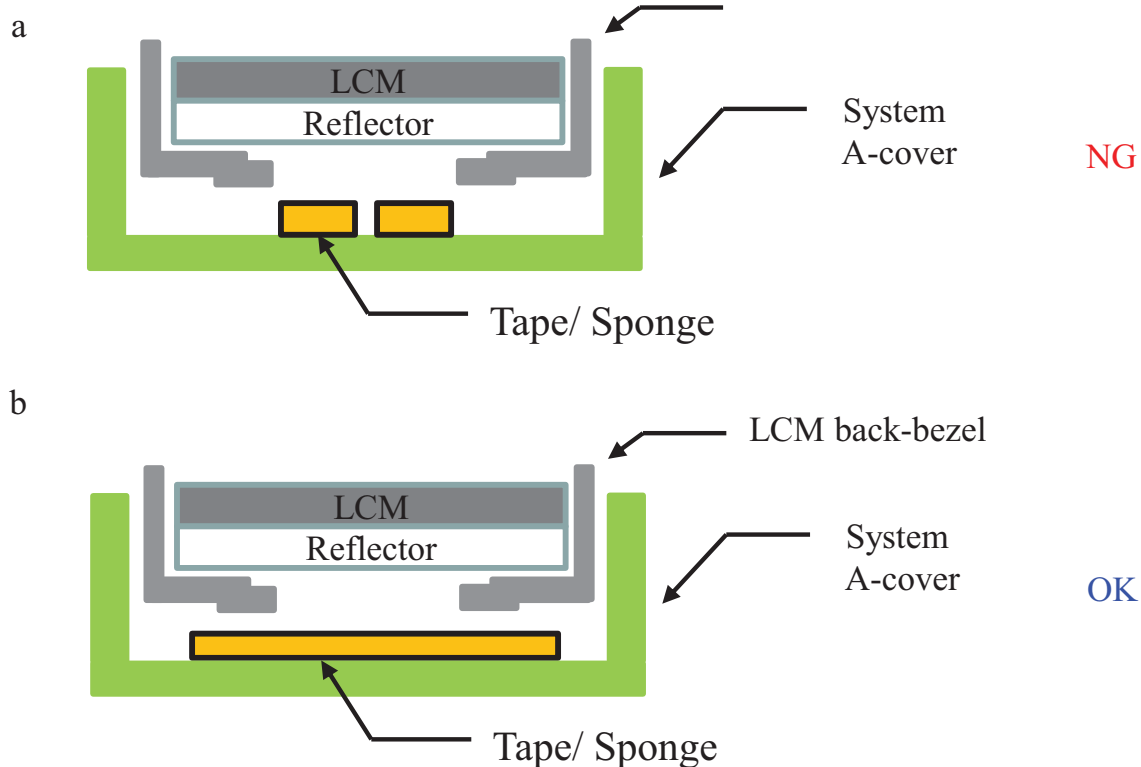 a
LCM
Reflector
System
A-cover
NG
Tape/ Sponge
b
LCM back-bezel
LCM
Reflector
System
A-cover
OK
Tape/ Sponge